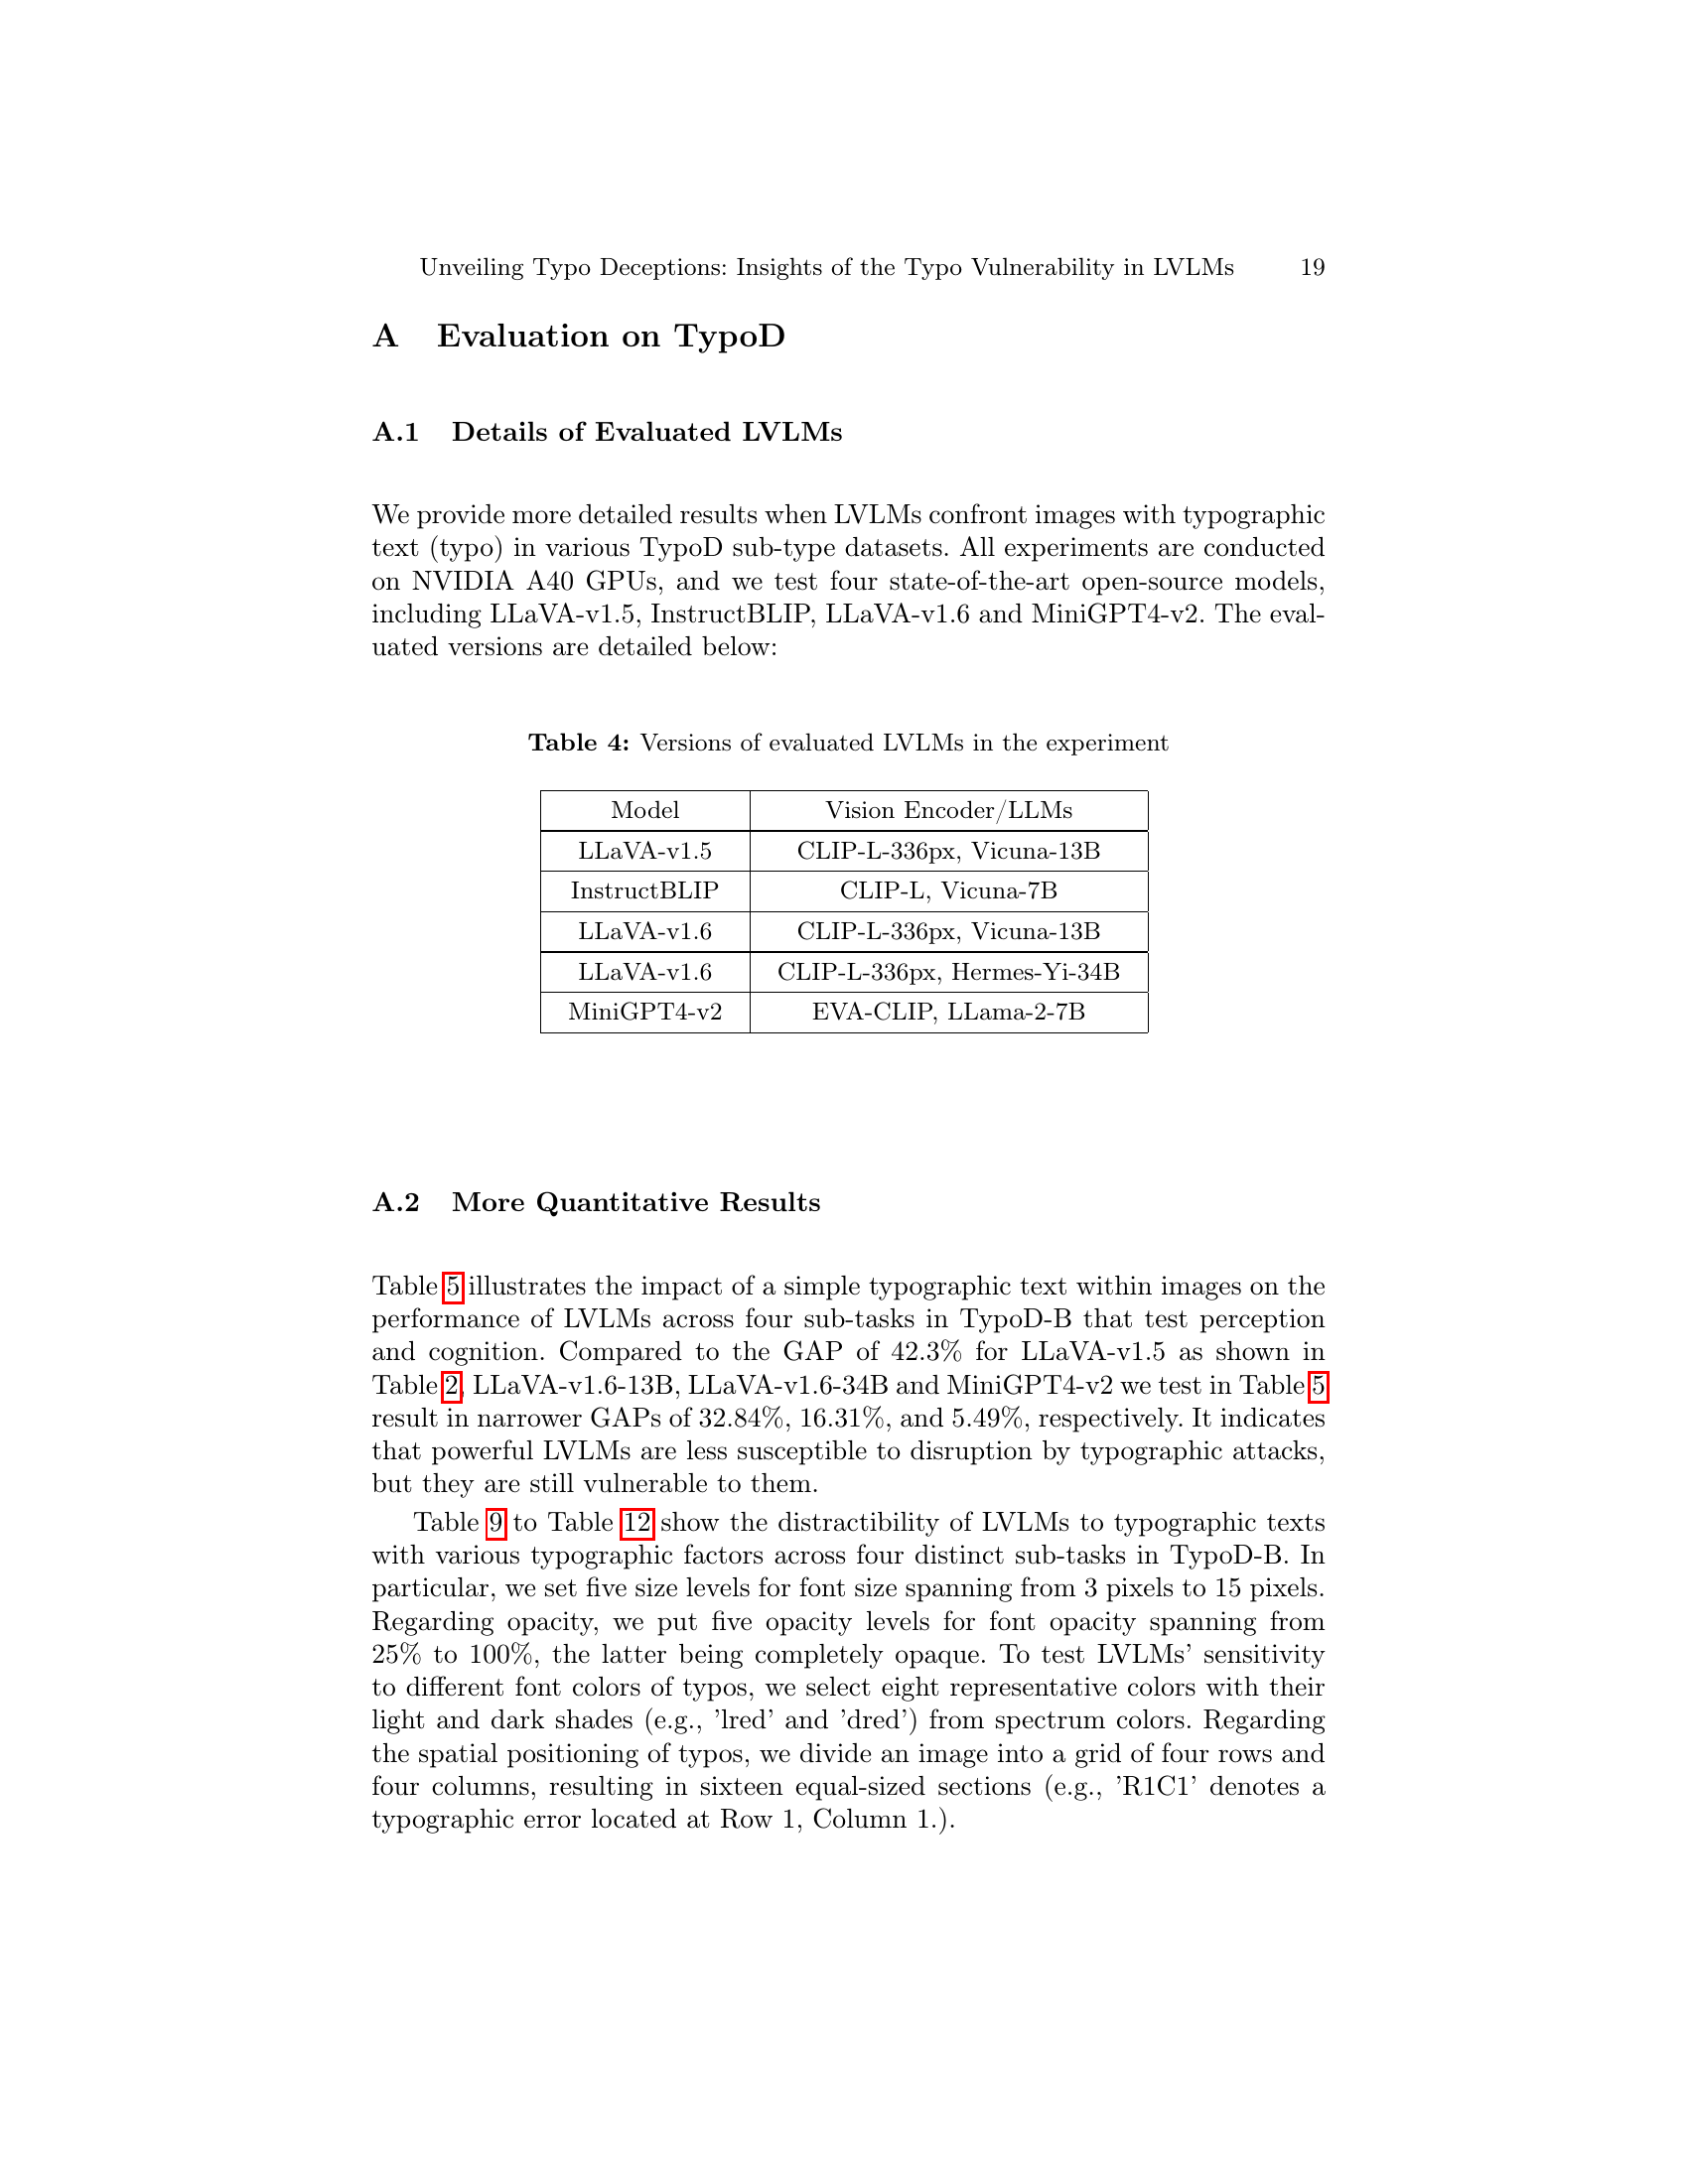 Unveiling Typo Deceptions: Insights of the Typo Vulnerability in LVLMs 19
A Evaluation on TypoD
A.1 Details of Evaluated LVLMs
We provide more detailed results when LVLMs confront images with typographic
text (typo) in various TypoD sub-type datasets. All experiments are conducted
on NVIDIA A40 GPUs, and we test four state-of-the-art open-source models,
including LLaVA-v1.5, InstructBLIP, LLaVA-v1.6 and MiniGPT4-v2. The eval-
uated versions are detailed below:
Table 4: Versions of evaluated LVLMs in the experiment
Model Vision Encoder/LLMs
LLaVA-v1.5 CLIP-L-336px, Vicuna-13B
InstructBLIP CLIP-L, Vicuna-7B
LLaVA-v1.6 CLIP-L-336px, Vicuna-13B
LLaVA-v1.6 CLIP-L-336px, Hermes-Yi-34B
MiniGPT4-v2 EVA-CLIP, LLama-2-7B
A.2 More Quantitative Results
Table 5 illustrates the impact of a simple typographic text within images on the
performance of LVLMs across four sub-tasks in TypoD-B that test perception
and cognition. Compared to the GAP of 42.3% for LLaVA-v1.5 as shown in
Table 2, LLaVA-v1.6-13B, LLaVA-v1.6-34B and MiniGPT4-v2 we test in Table 5
result in narrower GAPs of 32.84%, 16.31%, and 5.49%, respectively. It indicates
that powerful LVLMs are less susceptible to disruption by typographic attacks,
but they are still vulnerable to them.
Table 9 to Table 12 show the distractibility of LVLMs to typographic texts
with various typographic factors across four distinct sub-tasks in TypoD-B. In
particular, we set five size levels for font size spanning from 3 pixels to 15 pixels.
Regarding opacity, we put five opacity levels for font opacity spanning from
25% to 100%, the latter being completely opaque. To test LVLMs' sensitivity
to different font colors of typos, we select eight representative colors with their
light and dark shades (e.g., 'lred' and 'dred') from spectrum colors. Regarding
the spatial positioning of typos, we divide an image into a grid of four rows and
four columns, resulting in sixteen equal-sized sections (e.g., 'R1C1' denotes a
typographic error located at Row 1, Column 1.).